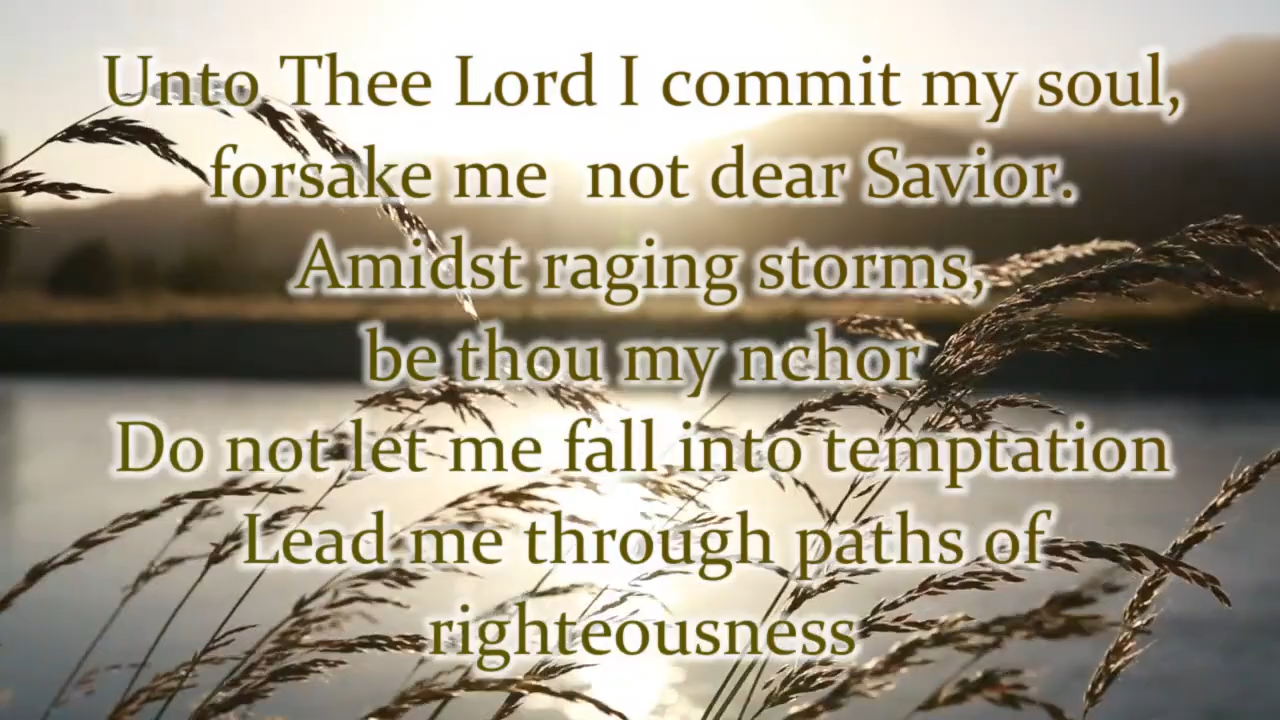 Unto Thee Lord I commit my soul,
forsake me  not dear Savior.
Amidst raging storms,
be thou my nchor
Do not let me fall into temptation
Lead me through paths of
righteousness